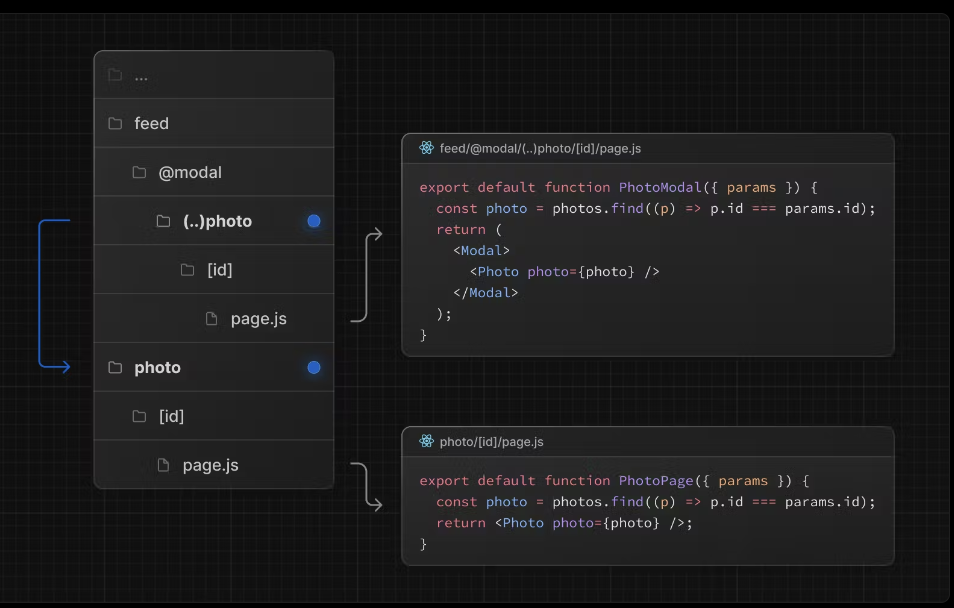 ...
feed
@modal
(..)photo
[id]
page.js
photo
[id]
page.js
feed/@modal/(..)photo/[id]/page.js
export default function PhotoModal({ params }) {
  const photo = photos.find((p) => p.id === params.id);
  return (
    <Modal>
      <Photo photo={photo} />
    </Modal>
  );
}
photo/[id]/page.js
export default function PhotoPage({ params }) {
  const photo = photos.find((p) => p.id === params.id);
  return <Photo photo={photo} />;
}